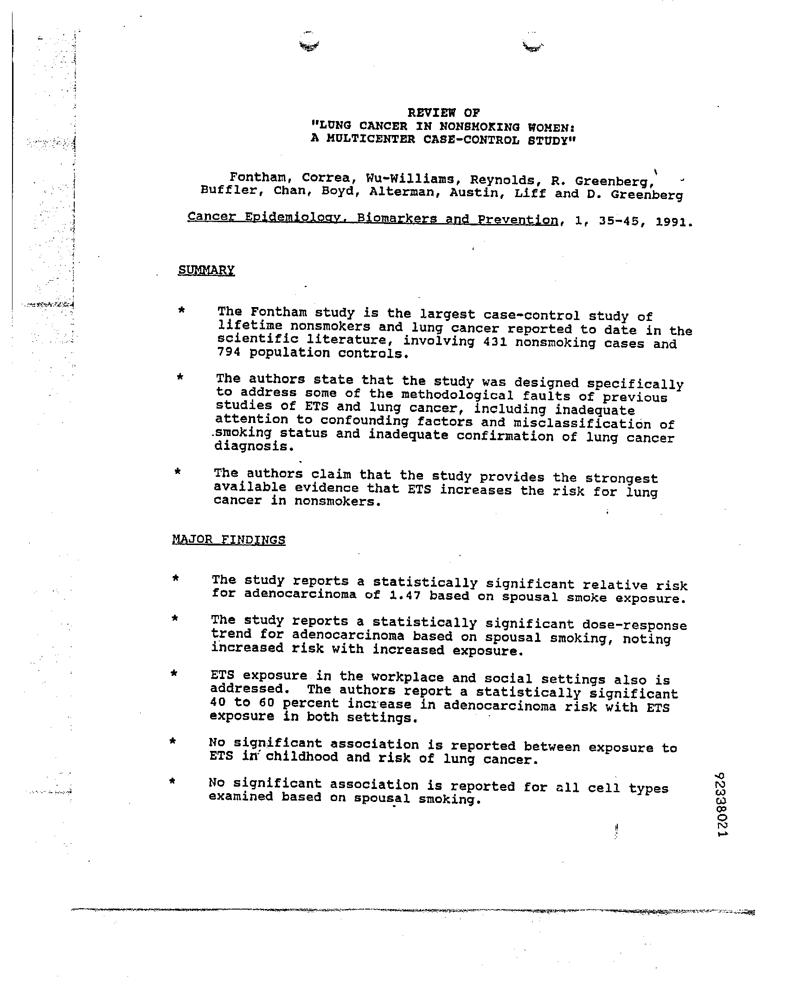 REVIEW OF
"LUNG CANCER IN NONSMOKING WOMEN:
A MULTICENTER CASE-CONTROL STUDY"
Fontham, Correa, Wu-Williams, Reynolds, R. Greenberg,
Buffler, Chan, Boyd, Alterman, Austin, Liff and D. Greenberg
Cancer Epidemiology, Biomarkers and Prevention, 1, 35-45, 1991.
SUMMARY
* The Fontham study is the largest case-control study of
lifetime nonsmokers and lung cancer reported to date in the
scientific literature, involving 431 nonsmoking cases and
794 population controls.
* The authors state that the study was designed specifically
to address some of the methodological faults of previous
studies of ETS and lung cancer, including inadequate
attention to confounding factors and misclassification of
smoking status and inadequate confirmation of lung cancer
diagnosis.
* The authors claim that the study provides the strongest
available evidence that ETS increases the risk for lung
cancer in nonsmokers.
MAJOR FINDINGS
* The study reports a statistically significant relative risk
for adenocarcinoma of 1.47 based on spousal smoke exposure.
* The study reports a statistically significant dose-response
trend for adenocarcinoma based on spousal smoking, noting
increased risk with increased exposure.
* ETS exposure in the workplace and social settings also is
addressed. The authors report a statistically significant
40 to 60 percent increase in adenocarcinoma risk with ETS
exposure in both settings.
* No significant association is reported between exposure to
ETS in childhood and risk of lung cancer.
* No significant association is reported for all cell types
examined based on spousal smoking.
92338021